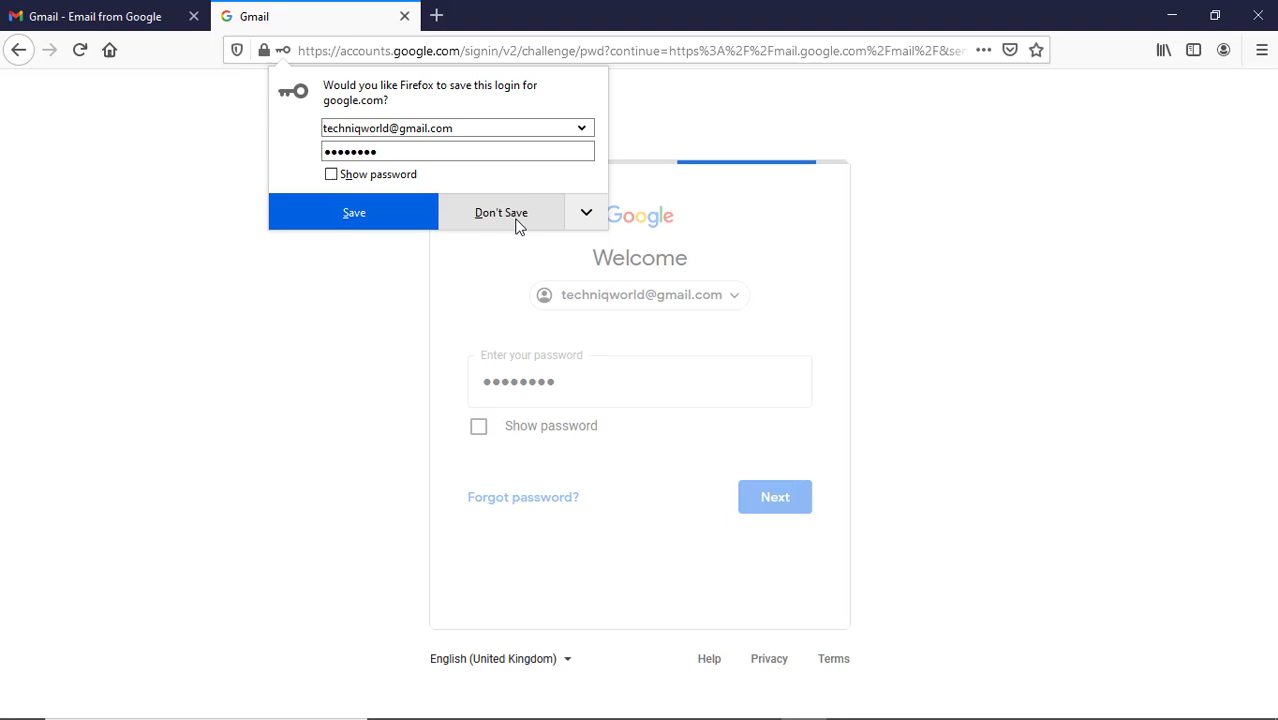 Gmail - Email from Google
Gmail
https://accounts.google.com/signin/v2/challenge/pwd?continue=https%3A%2F%2Fmail.google.com%2Fmail%2F&ser
Would you like Firefox to save this login for
google.com?
techniqworld@gmail.com
••••••••
Show password
Save
Don't Save
Google
Welcome
techniqworld@gmail.com
Enter your password
••••••••
Show password
Forgot password?
Next
English (United Kingdom)
Help
Privacy
Terms